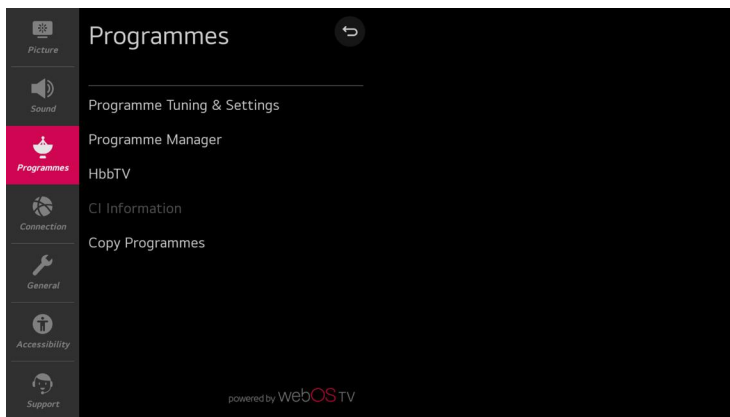 Picture
Sound
Programmes
Connection
General
Accessibility
Support
Programmes
Programme Tuning & Settings
Programme Manager
HbbTV
CI Information
Copy Programmes
powered by webOS TV